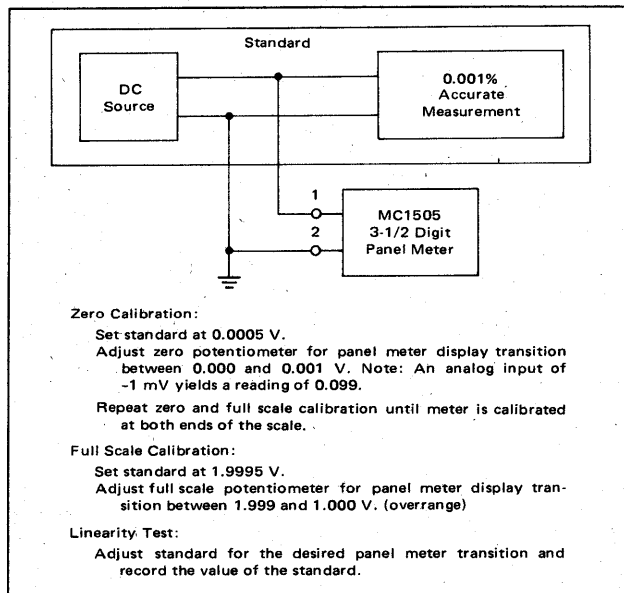 Standard
DC
Source
0.001%
Accurate
Measurement
1
2
MC1505
3-1/2 Digit
Panel Meter
Zero Calibration:
Set standard at 0.0005 V.
Adjust zero potentiometer for panel meter display transition
between 0.000 and 0.001 V. Note: An analog input of
-1 mV yields a reading of 0.099.
Repeat zero and full scale calibration until meter is calibrated
at both ends of the scale.
Full Scale Calibration:
Set standard at 1.9995 V.
Adjust full scale potentiometer for panel meter display tran-
sition between 1.999 and 1.000 V. (overrange)
Linearity Test:
Adjust standard for the desired panel meter transition and
record the value of the standard.